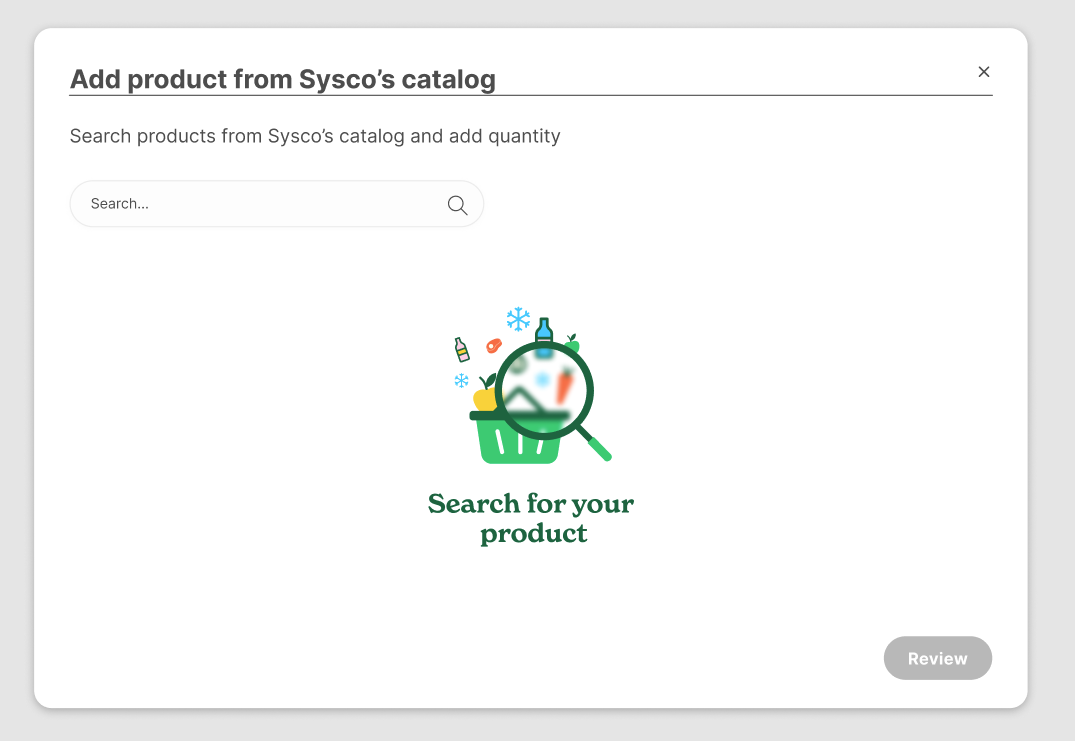 Add product from Sysco’s catalog
Search products from Sysco’s catalog and add quantity
Search...
Search for your
product
Review